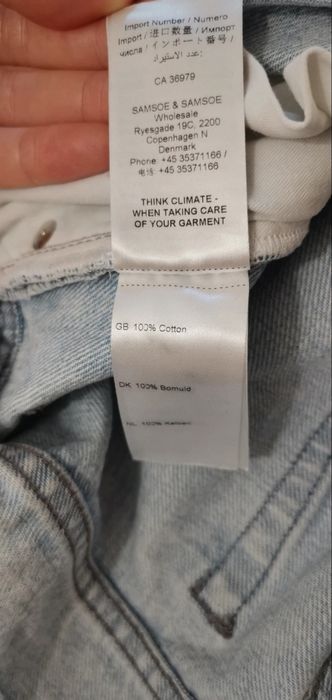 Import Number / Numero
Import / 进口数量 / Импорт
числа / インポート番号 /
عدد الاستيراد:
CA 36979
SAMSOE & SAMSOE
Wholesale
Ryesgade 19C, 2200
Copenhagen N
Denmark
Phone: +45 35371166 /
电话: +45 35371166
THINK CLIMATE -
WHEN TAKING CARE
OF YOUR GARMENT
GB 100% Cotton
DK 100% Bomuld
NL 100% Katoen